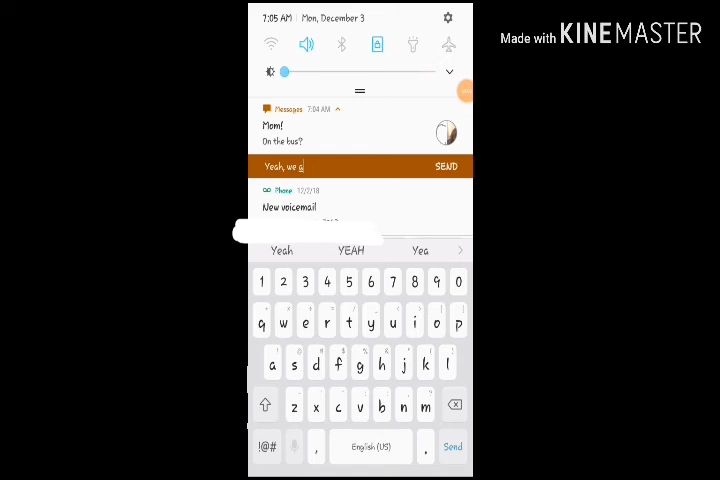 7:05 AM | Mon, December 3
Made with KINEMASTER
Messages 7:04 AM
Mom!
On the bus?
Yeah, we a
SEND
Phone 12/2/18
New voicemail
Yeah YEAH Yea
1 2 3 4 5 6 7 8 9 0
q w e r t y u i o p
a s d f g h j k l
z x c v b n m
!@# , English (US) . Send